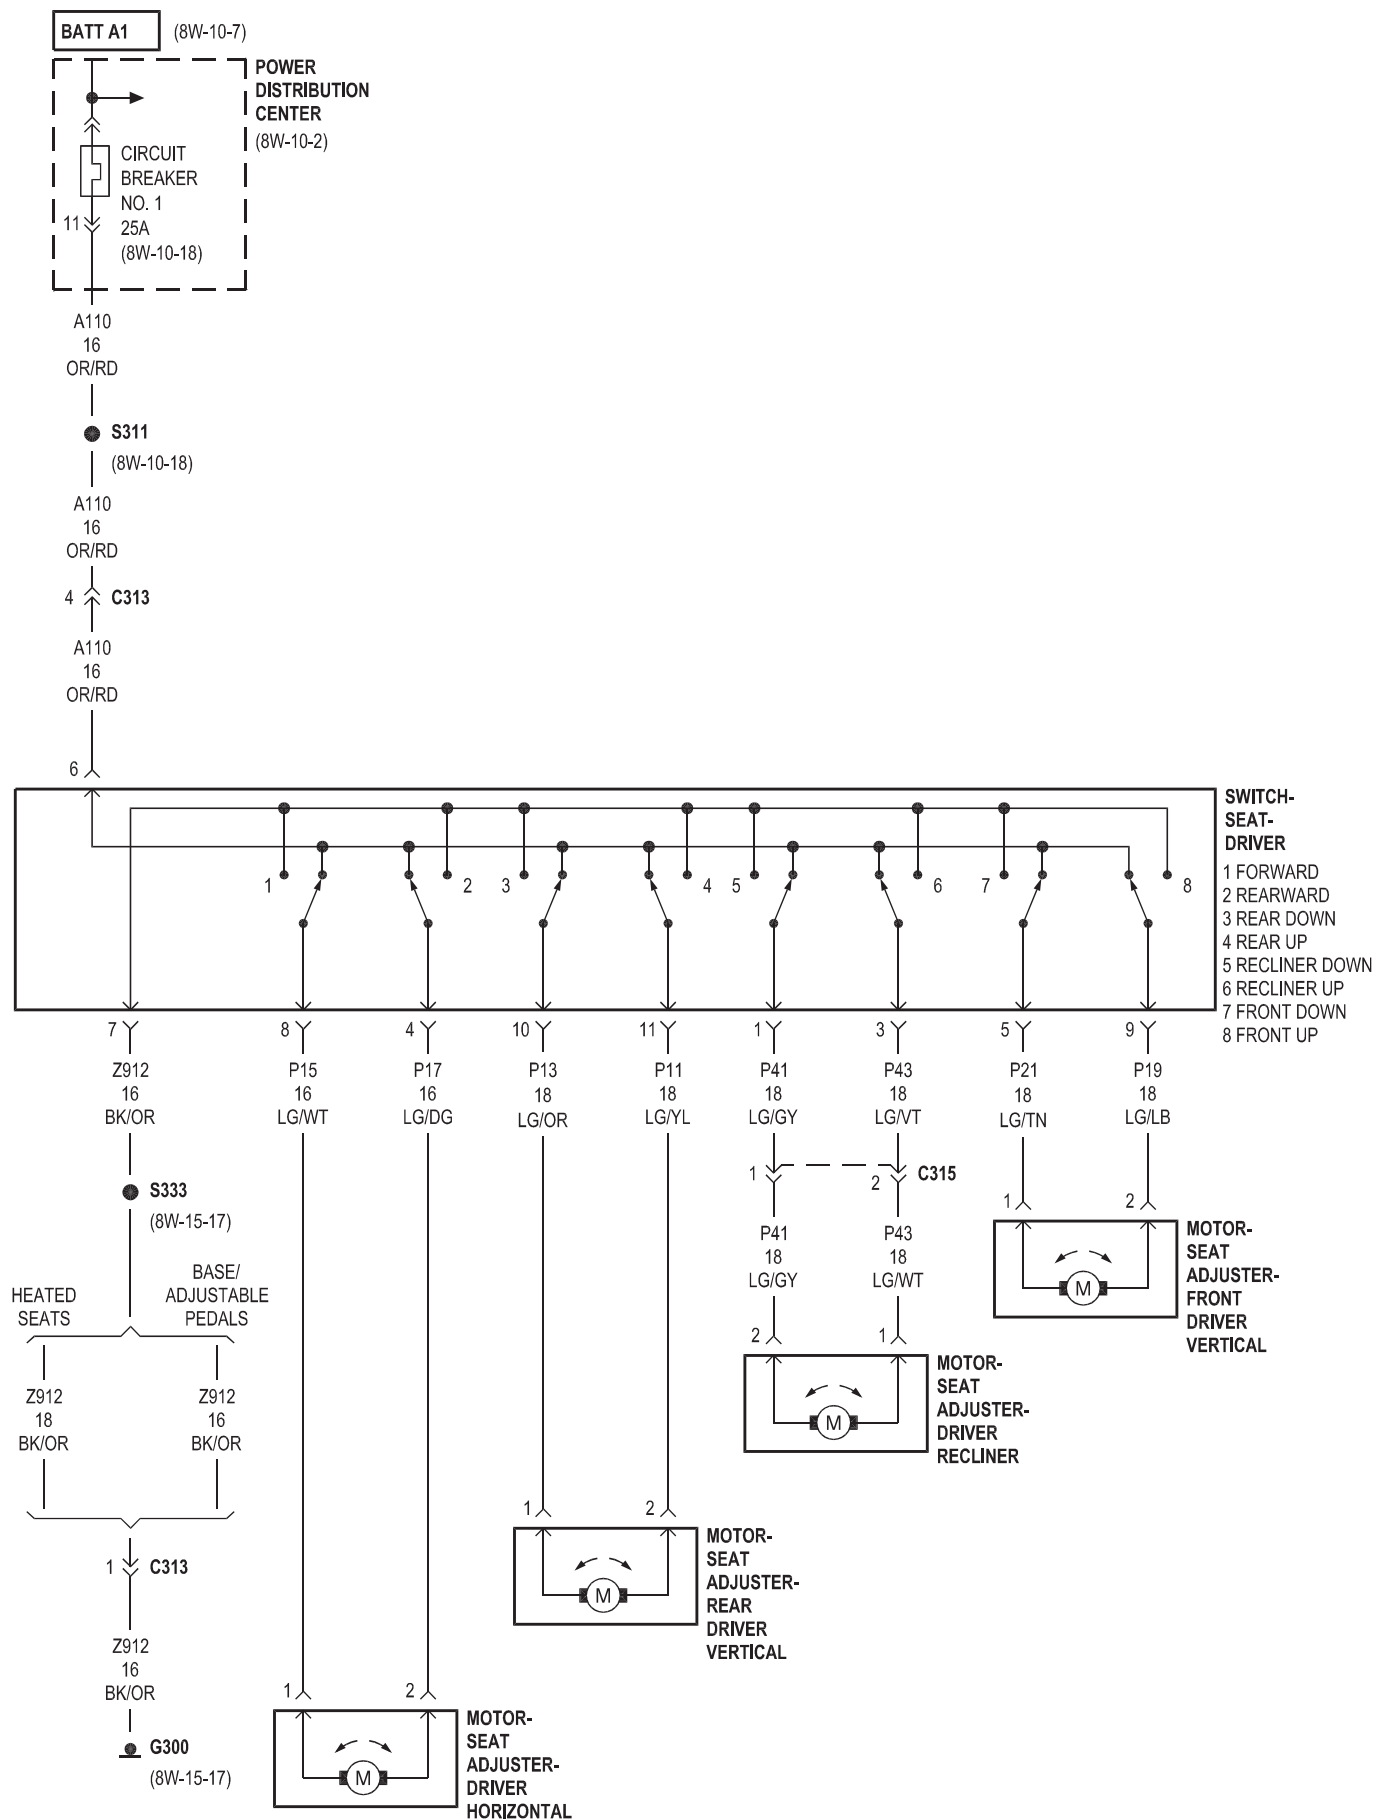 BATT A1 (8W-10-7)
POWER
DISTRIBUTION
CENTER
(8W-10-2)
CIRCUIT
BREAKER
NO. 1
25A
(8W-10-18)
11
A110
16
OR/RD
S311
(8W-10-18)
A110
16
OR/RD
4 C313
A110
16
OR/RD
6
SWITCH-
SEAT-
DRIVER
1 FORWARD
2 REARWARD
3 REAR DOWN
4 REAR UP
5 RECLINER DOWN
6 RECLINER UP
7 FRONT DOWN
8 FRONT UP
1 2 3 4 5 6 7 8
7 8 4 10 11 1 3 5 9
Z912 P15 P17 P13 P11 P41 P43 P21 P19
16 16 16 18 18 18 18 18 18
BK/OR LG/WT LG/DG LG/OR LG/YL LG/GY LG/VT LG/TN LG/LB
1 2 C315
S333
(8W-15-17)
P41 P43
18 18
LG/GY LG/WT
1 2
MOTOR-
SEAT
ADJUSTER-
FRONT
DRIVER
VERTICAL
M
HEATED
SEATS
BASE/
ADJUSTABLE
PEDALS
2 1
MOTOR-
SEAT
ADJUSTER-
DRIVER
RECLINER
M
Z912 Z912
18 16
BK/OR BK/OR
1 2
MOTOR-
SEAT
ADJUSTER-
REAR
DRIVER
VERTICAL
M
1 C313
Z912
16
BK/OR
G300
(8W-15-17)
1 2
MOTOR-
SEAT
ADJUSTER-
DRIVER
HORIZONTAL
M